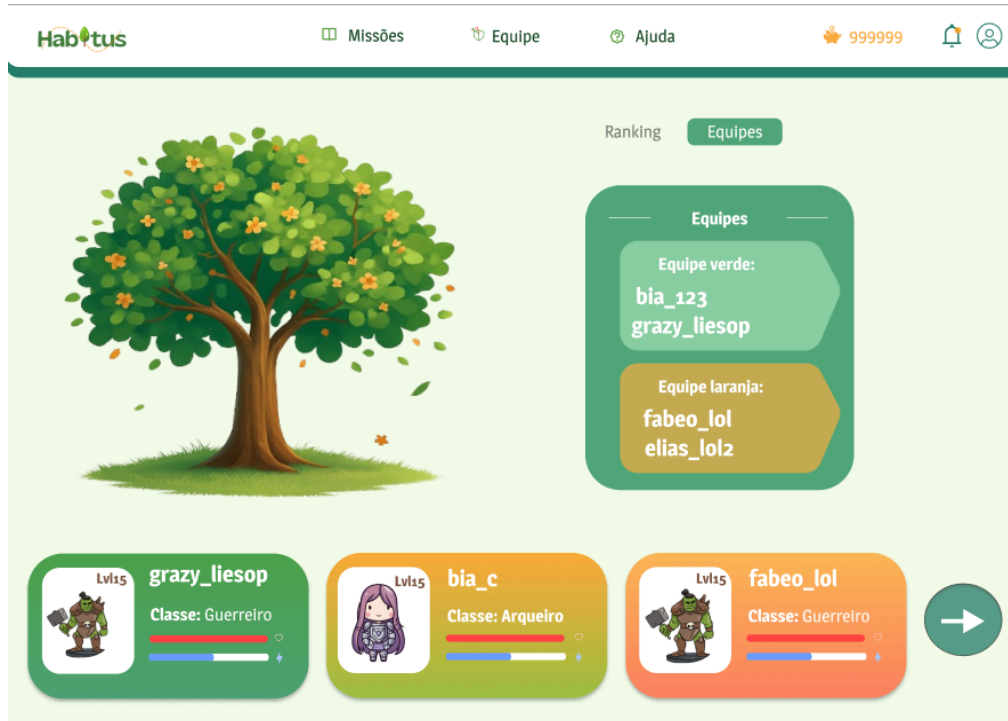 Habitus
Missões
Equipe
Ajuda
999999
Ranking
Equipes
Equipes
Equipe verde:
bia_123
grazy_liesop
Equipe laranja:
fabeo_lol
elias_lol2
Lvl15
grazy_liesop
Classe: Guerreiro
Lvl15
bia_c
Classe: Arqueiro
Lvl15
fabeo_lol
Classe: Guerreiro